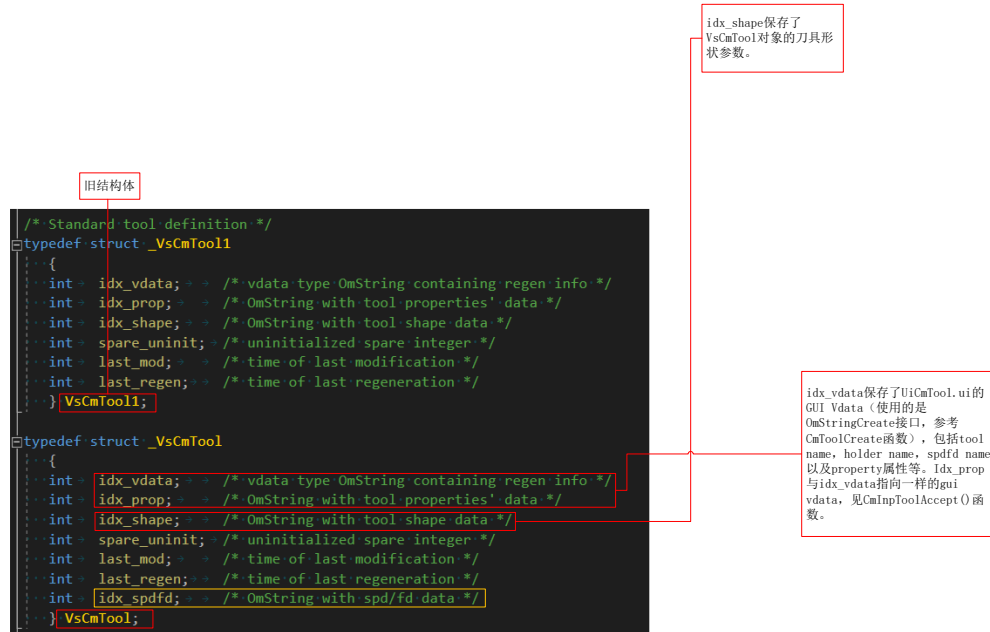 idx_shape保存了
VsCmTool对象的刀具形
状参数。
旧结构体
/* Standard tool definition */
typedef struct _VsCmTool1
{
int idx_vdata; /* vdata type OmString containing regen info */
int idx_prop; /* OmString with tool properties' data */
int idx_shape; /* OmString with tool shape data */
int spare_uninit; /* uninitialized spare integer */
int last_mod; /* time of last modification */
int last_regen; /* time of last regeneration */
} VsCmTool1;
typedef struct _VsCmTool
{
int idx_vdata; /* vdata type OmString containing regen info */
int idx_prop; /* OmString with tool properties' data */
int idx_shape; /* OmString with tool shape data */
int spare_uninit; /* uninitialized spare integer */
int last_mod; /* time of last modification */
int last_regen; /* time of last regeneration */
int idx_spdfd; /* OmString with spd/fd data */
} VsCmTool;
idx_vdata保存了UiCmTool.ui的
GUI Vdata（使用的是
OmStringCreate接口，参考
CmToolCreate函数），包括tool
name，holder name，spdfd name
以及property属性等。Idx_prop
与idx_vdata指向一样的gui
vdata，见CmInpToolAccept()函
数。